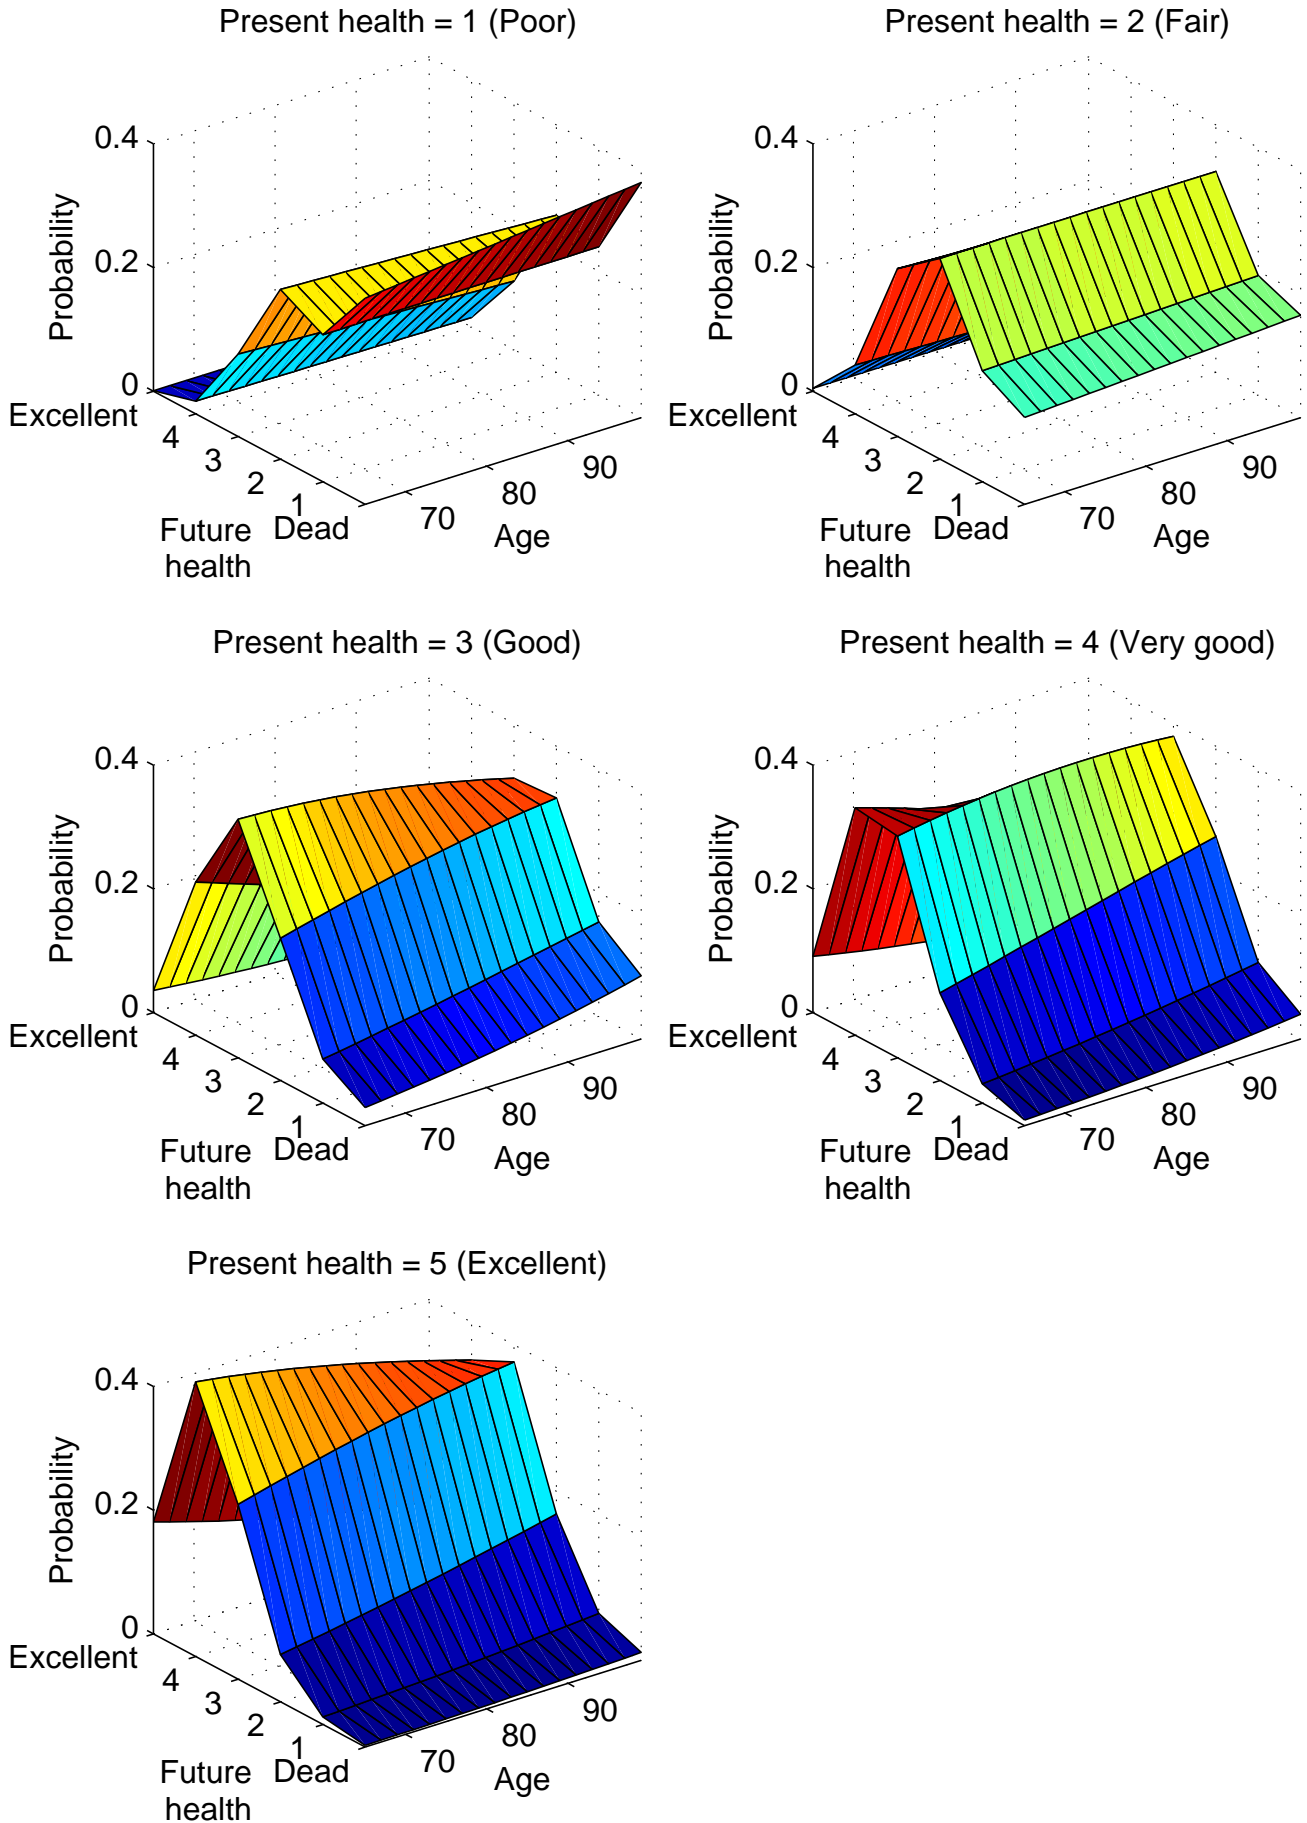 Present health = 1 (Poor)
Probability
0.4
0.2
0
Excellent
4
3
2
1
Dead
Future
health
70
80
90
Age
Present health = 2 (Fair)
Probability
0.4
0.2
0
Excellent
4
3
2
1
Dead
Future
health
70
80
90
Age
Present health = 3 (Good)
Probability
0.4
0.2
0
Excellent
4
3
2
1
Dead
Future
health
70
80
90
Age
Present health = 4 (Very good)
Probability
0.4
0.2
0
Excellent
4
3
2
1
Dead
Future
health
70
80
90
Age
Present health = 5 (Excellent)
Probability
0.4
0.2
0
Excellent
4
3
2
1
Dead
Future
health
70
80
90
Age